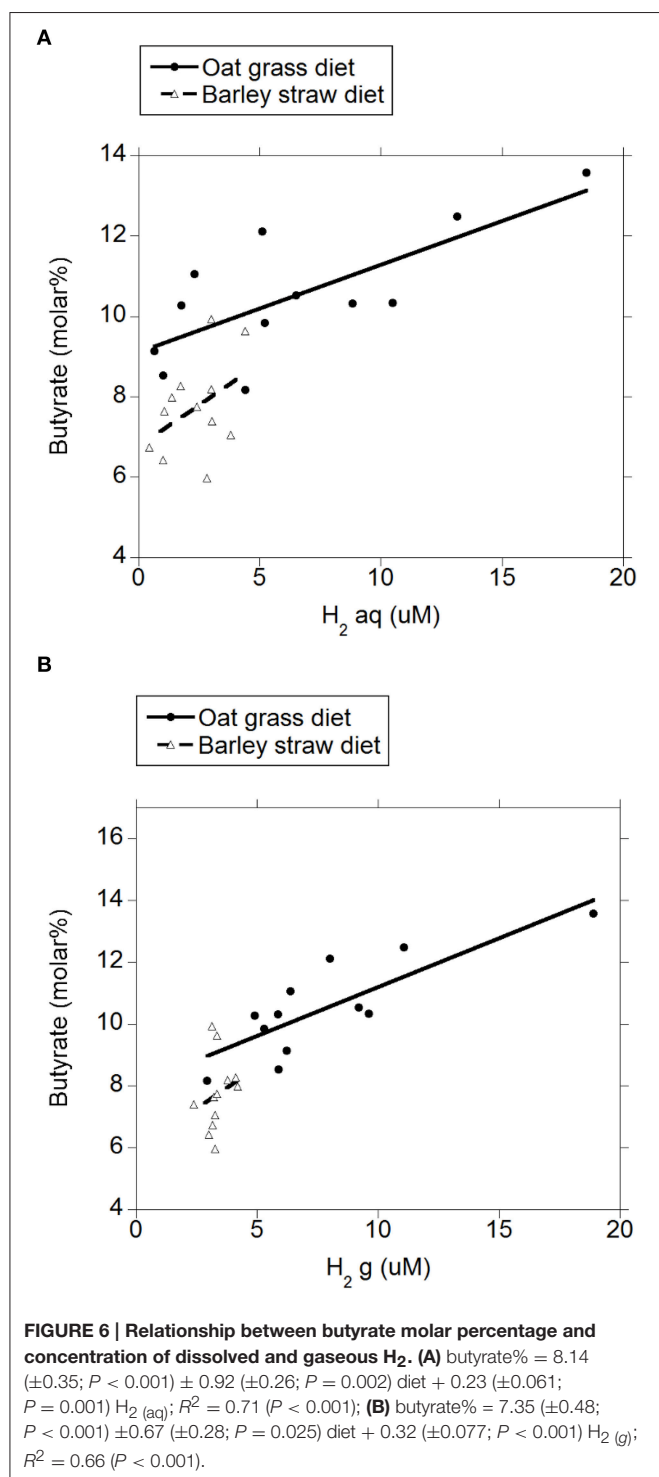 A
Oat grass diet
Barley straw diet
14
12
10
8
6
4
Butyrate (molar%)
0 5 10 15 20
H₂ aq (uM)
B
Oat grass diet
Barley straw diet
16
14
12
10
8
6
4
Butyrate (molar%)
0 5 10 15 20
H₂ g (uM)
FIGURE 6 | Relationship between butyrate molar percentage and
concentration of dissolved and gaseous H₂. (A) butyrate% = 8.14
(±0.35; P < 0.001) ± 0.92 (±0.26; P = 0.002) diet + 0.23 (±0.061;
P = 0.001) H₂ (aq); R² = 0.71 (P < 0.001); (B) butyrate% = 7.35 (±0.48;
P < 0.001) ±0.67 (±0.28; P = 0.025) diet + 0.32 (±0.077; P < 0.001) H₂ (g);
R² = 0.66 (P < 0.001).